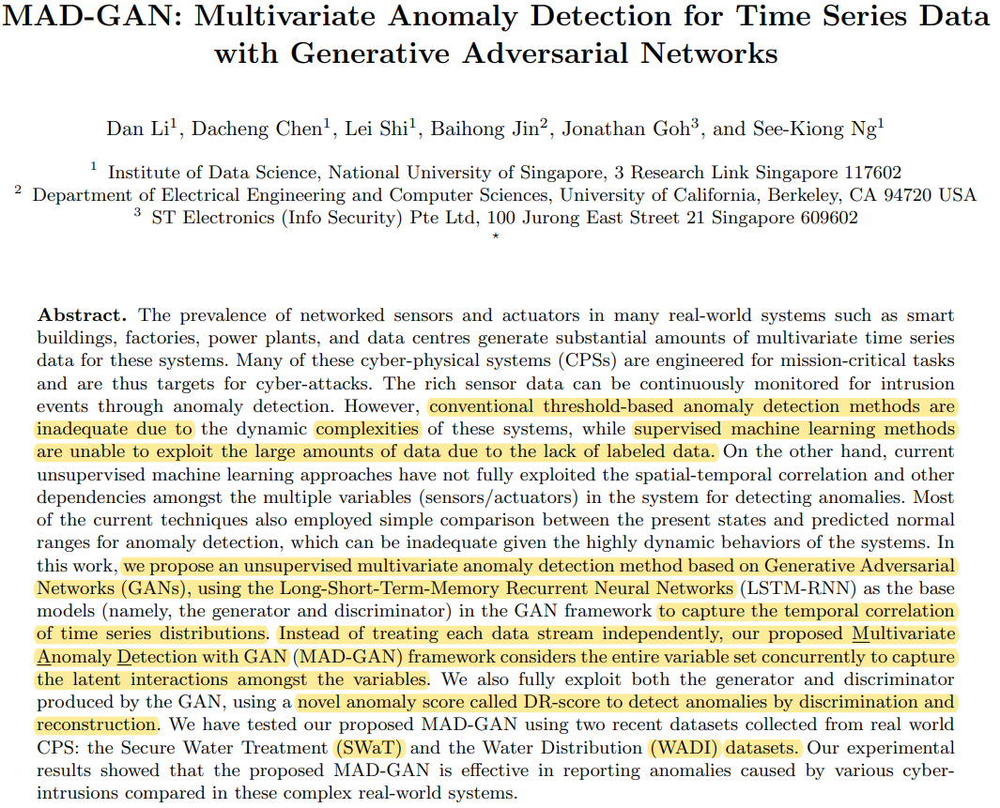 MAD-GAN: Multivariate Anomaly Detection for Time Series Data
with Generative Adversarial Networks
Dan Li1, Dacheng Chen1, Lei Shi1, Baihong Jin2, Jonathan Goh3, and See-Kiong Ng1
1 Institute of Data Science, National University of Singapore, 3 Research Link Singapore 117602
2 Department of Electrical Engineering and Computer Sciences, University of California, Berkeley, CA 94720 USA
3 ST Electronics (Info Security) Pte Ltd, 100 Jurong East Street 21 Singapore 609602
⋆
Abstract. The prevalence of networked sensors and actuators in many real-world systems such as smart
buildings, factories, power plants, and data centres generate substantial amounts of multivariate time series
data for these systems. Many of these cyber-physical systems (CPSs) are engineered for mission-critical tasks
and are thus targets for cyber-attacks. The rich sensor data can be continuously monitored for intrusion
events through anomaly detection. However, conventional threshold-based anomaly detection methods are
inadequate due to the dynamic complexities of these systems, while supervised machine learning methods
are unable to exploit the large amounts of data due to the lack of labeled data. On the other hand, current
unsupervised machine learning approaches have not fully exploited the spatial-temporal correlation and other
dependencies amongst the multiple variables (sensors/actuators) in the system for detecting anomalies. Most
of the current techniques also employed simple comparison between the present states and predicted normal
ranges for anomaly detection, which can be inadequate given the highly dynamic behaviors of the systems. In
this work, we propose an unsupervised multivariate anomaly detection method based on Generative Adversarial
Networks (GANs), using the Long-Short-Term-Memory Recurrent Neural Networks (LSTM-RNN) as the base
models (namely, the generator and discriminator) in the GAN framework to capture the temporal correlation
of time series distributions. Instead of treating each data stream independently, our proposed Multivariate
Anomaly Detection with GAN (MAD-GAN) framework considers the entire variable set concurrently to capture
the latent interactions amongst the variables. We also fully exploit both the generator and discriminator
produced by the GAN, using a novel anomaly score called DR-score to detect anomalies by discrimination and
reconstruction. We have tested our proposed MAD-GAN using two recent datasets collected from real world
CPS: the Secure Water Treatment (SWaT) and the Water Distribution (WADI) datasets. Our experimental
results showed that the proposed MAD-GAN is effective in reporting anomalies caused by various cyber-
intrusions compared in these complex real-world systems.